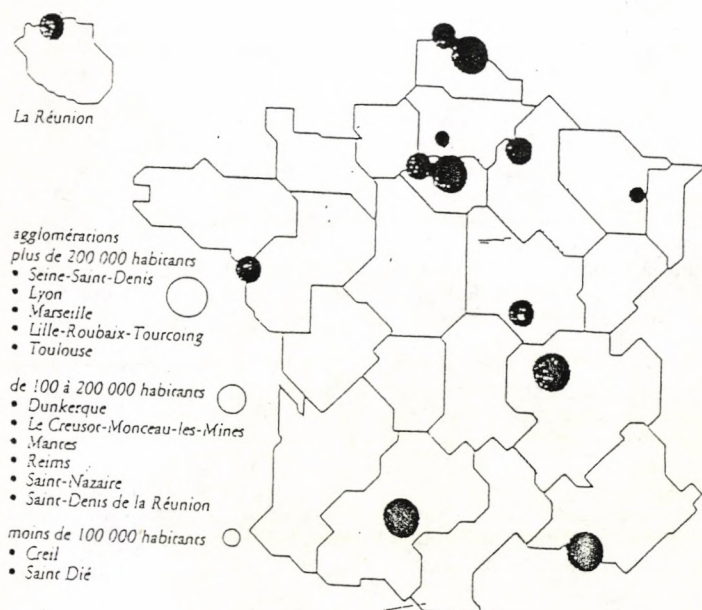 La Réunion
agglomérations
plus de 200 000 habitants
• Seine-Saint-Denis
• Lyon
• Marseille
• Lille-Roubaix-Tourcoing
• Toulouse
de 100 à 200 000 habitants
• Dunkerque
• Le Creusot-Monceau-les-Mines
• Mantes
• Reims
• Saint-Nazaire
• Saint-Denis de la Réunion
moins de 100 000 habitants
• Creil
• Saint Dié